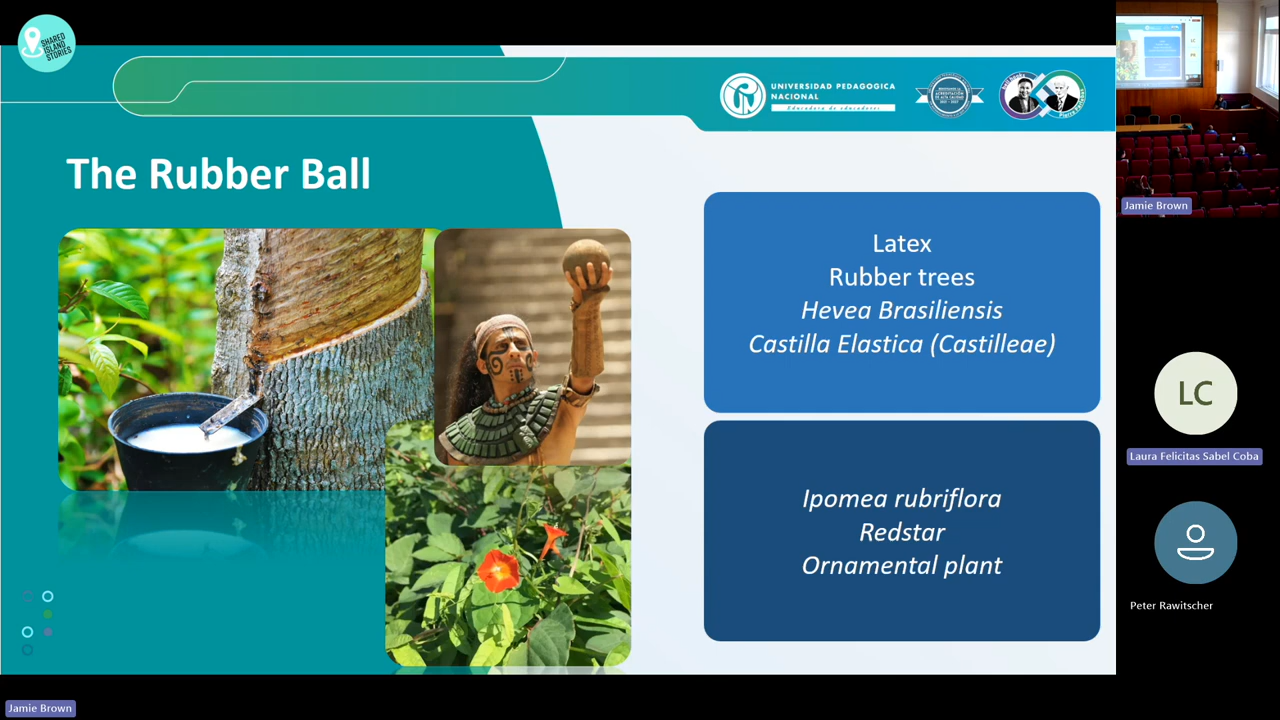 SHARED
ISLAND
STORIES
UNIVERSIDAD PEDAGOGICA
NACIONAL
Educadora de educadores
The Rubber Ball
Latex
Rubber trees
Hevea Brasiliensis
Castilla Elastica (Castilleae)
Ipomea rubriflora
Redstar
Ornamental plant
Jamie Brown
LC
Laura Felicitas Sabel Coba
Peter Rawitscher
Jamie Brown